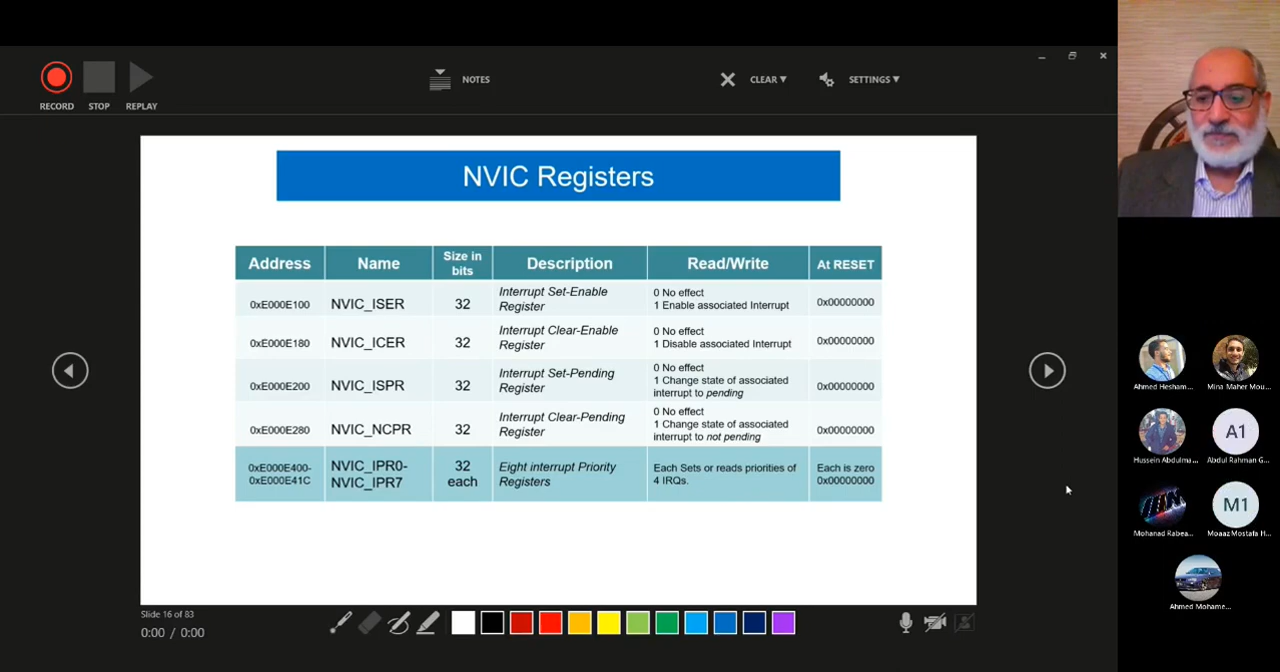 RECORD
STOP
REPLAY
NOTES
CLEAR
SETTINGS
NVIC Registers
Address
Name
Size in
bits
Description
Read/Write
At RESET
0xE000E100
NVIC_ISER
32
Interrupt Set-Enable
Register
0 No effect
1 Enable associated Interrupt
0x00000000
0xE000E180
NVIC_ICER
32
Interrupt Clear-Enable
Register
0 No effect
1 Disable associated Interrupt
0x00000000
0xE000E200
NVIC_ISPR
32
Interrupt Set-Pending
Register
0 No effect
1 Change state of associated
interrupt to pending
0x00000000
0xE000E280
NVIC_NCPR
32
Interrupt Clear-Pending
Register
0 No effect
1 Change state of associated
interrupt to not pending
0x00000000
0xE000E400-
0xE000E41C
NVIC_IPR0-
NVIC_IPR7
32
each
Eight interrupt Priority
Registers
Each Sets or reads priorities of
4 IRQs.
Each is zero
0x00000000
Slide 16 of 83
0:00 / 0:00
Ahmed Hesham...
Mina Maher Mou...
A1
Hussein Abdulma...
Abdul Rahman G...
M1
Mohanad Rabea...
Moaaz Mostafa H...
Ahmed Mohame...